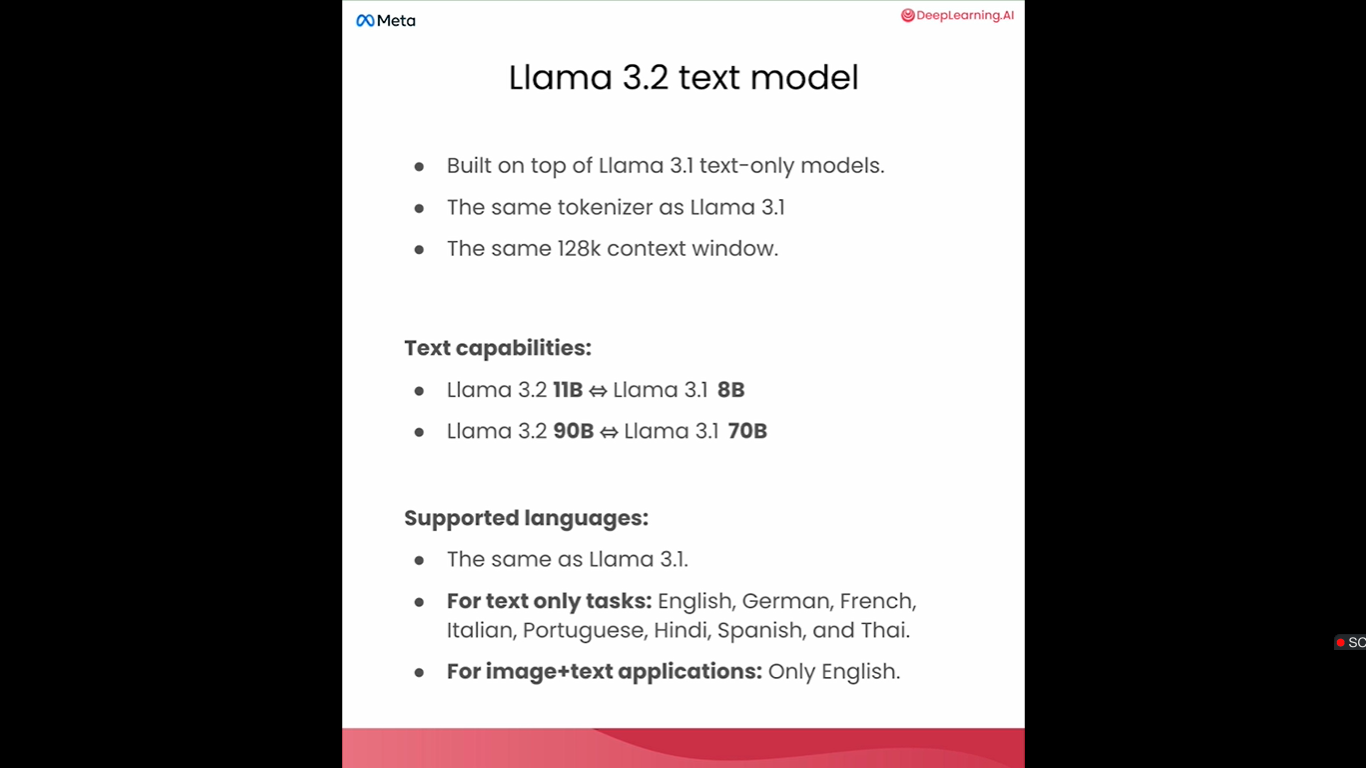 Meta
DeepLearning.AI
Llama 3.2 text model
● Built on top of Llama 3.1 text-only models.
● The same tokenizer as Llama 3.1
● The same 128k context window.
Text capabilities:
● Llama 3.2 11B ⇔ Llama 3.1 8B
● Llama 3.2 90B ⇔ Llama 3.1 70B
Supported languages:
● The same as Llama 3.1.
● For text only tasks: English, German, French,
Italian, Portuguese, Hindi, Spanish, and Thai.
● For image+text applications: Only English.
SC